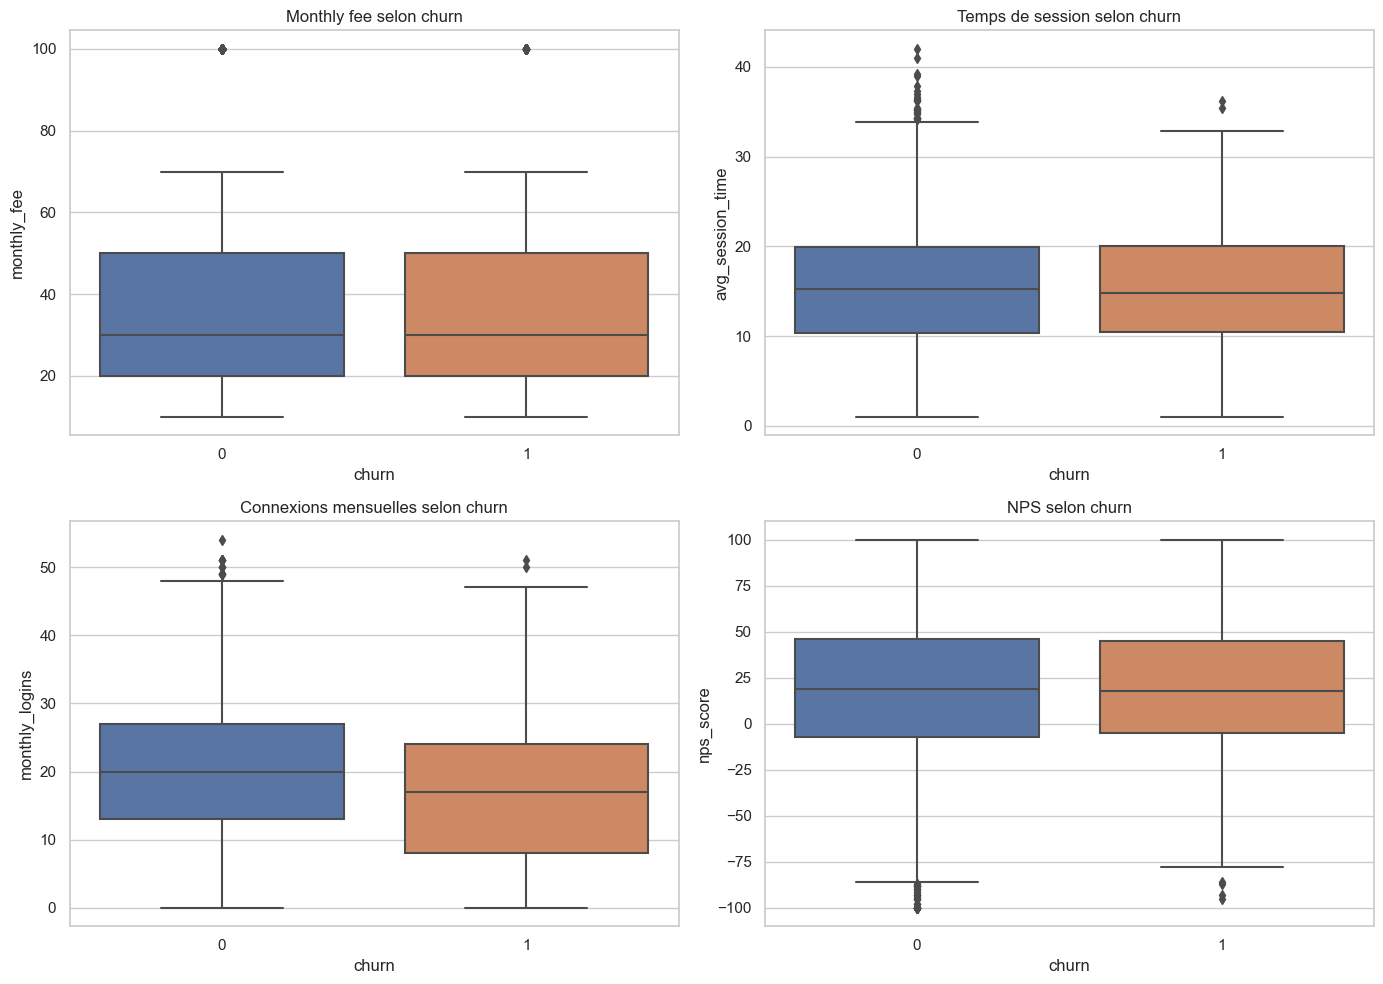 Monthly fee selon churn
monthly_fee
100
80
60
40
20
0
1
churn
Temps de session selon churn
avg_session_time
40
30
20
10
0
0
1
churn
Connexions mensuelles selon churn
monthly_logins
50
40
30
20
10
0
0
1
churn
NPS selon churn
nps_score
100
75
50
25
0
−25
−50
−75
−100
0
1
churn